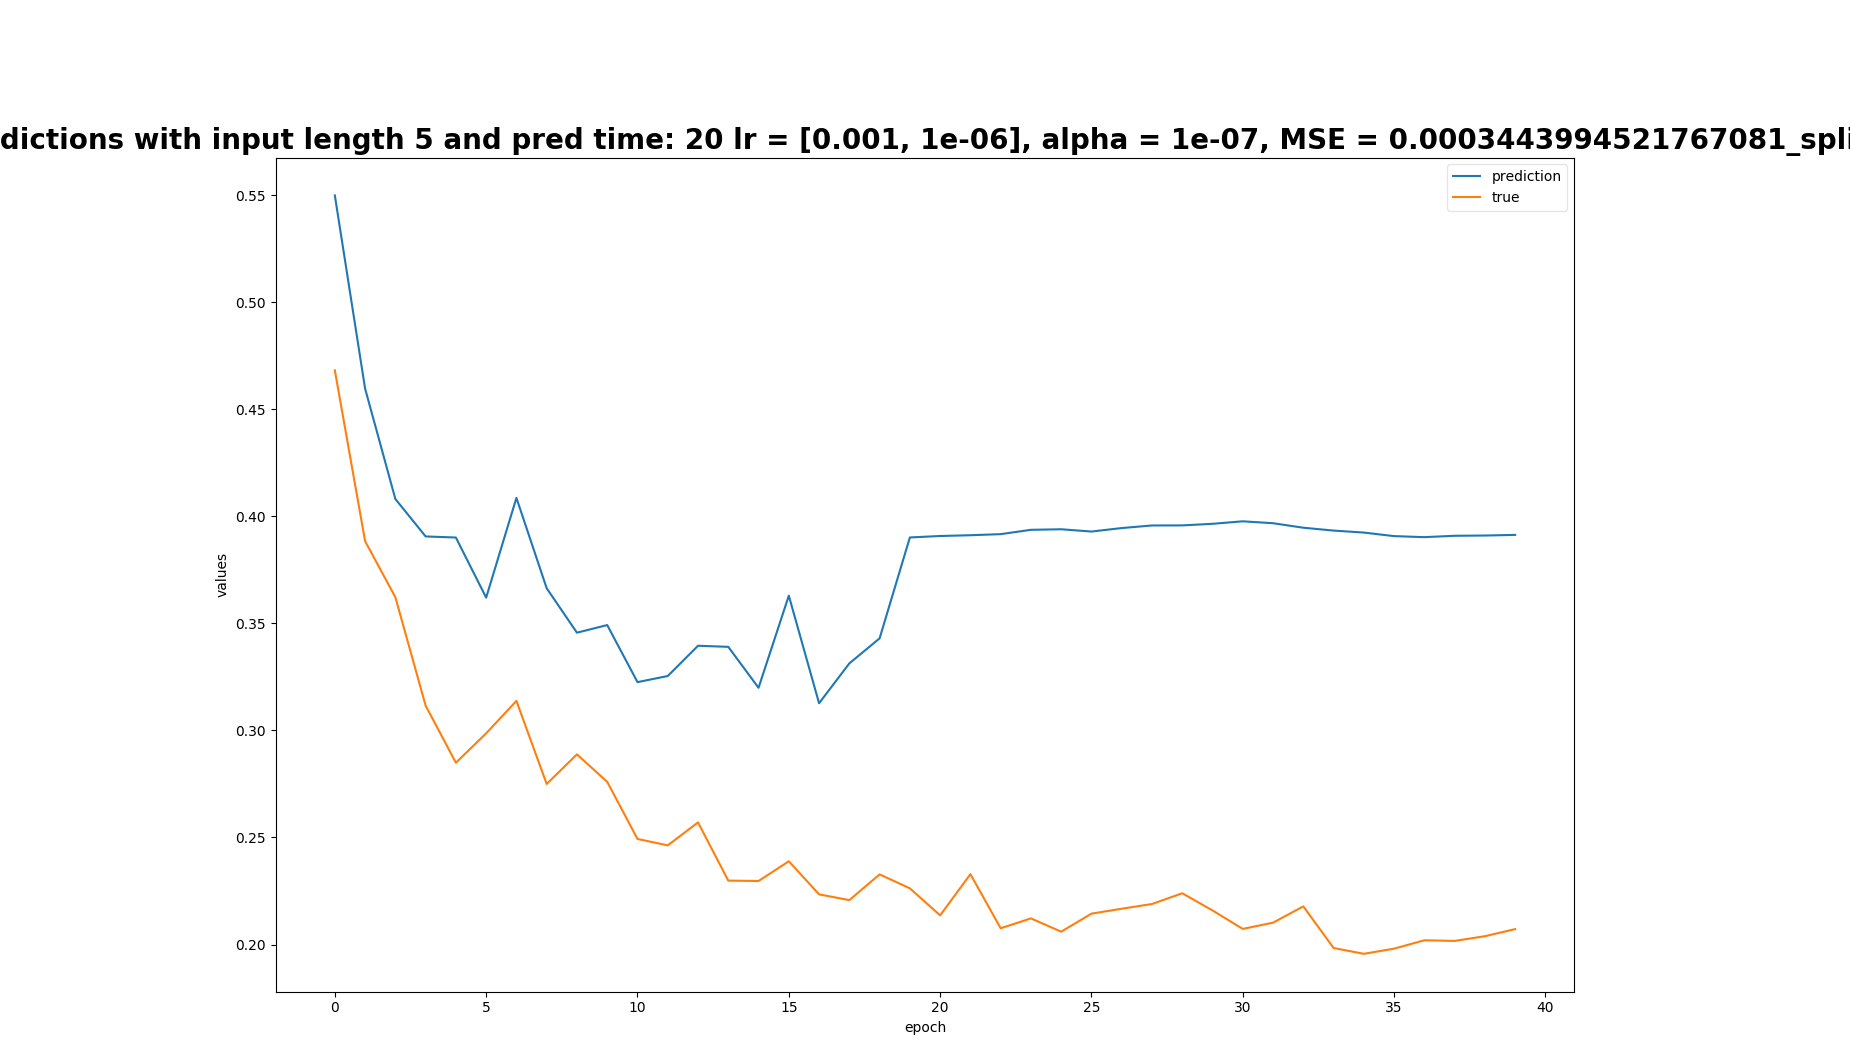 dictions with input length 5 and pred time: 20 lr = [0.001, 1e-06], alpha = 1e-07, MSE = 0.0003443994521767081_spli
prediction
true
0.55
0.50
0.45
0.40
0.35
0.30
0.25
0.20
values
0 5 10 15 20 25 30 35 40
epoch